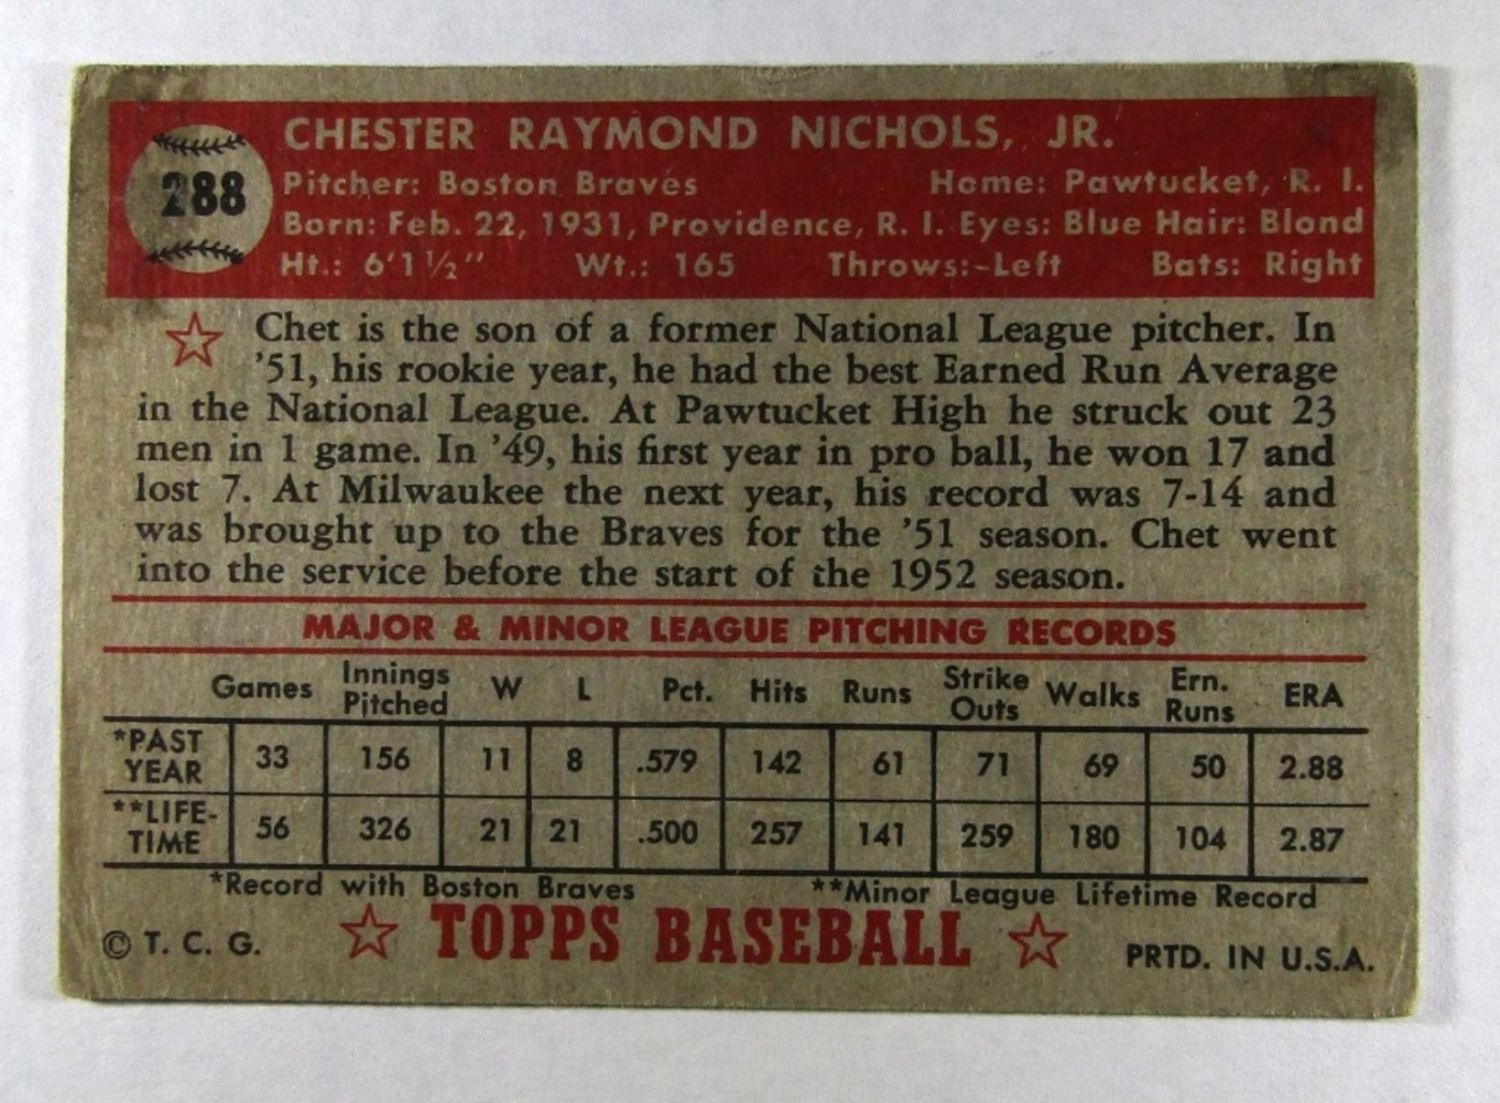 288
CHESTER RAYMOND NICHOLS, JR.
Pitcher: Boston Braves Home: Pawtucket, R. I.
Born: Feb. 22, 1931, Providence, R. I. Eyes: Blue Hair: Blond
Ht.: 6'1½" Wt.: 165 Throws:-Left Bats: Right
Chet is the son of a former National League pitcher. In
'51, his rookie year, he had the best Earned Run Average
in the National League. At Pawtucket High he struck out 23
men in 1 game. In '49, his first year in pro ball, he won 17 and
lost 7. At Milwaukee the next year, his record was 7-14 and
was brought up to the Braves for the '51 season. Chet went
into the service before the start of the 1952 season.
MAJOR & MINOR LEAGUE PITCHING RECORDS
Games Innings Pitched W L Pct. Hits Runs Strike Outs Walks Ern. Runs ERA
*PAST YEAR 33 156 11 8 .579 142 61 71 69 50 2.88
**LIFE-TIME 56 326 21 21 .500 257 141 259 180 104 2.87
*Record with Boston Braves **Minor League Lifetime Record
© T. C. G. TOPPS BASEBALL PRTD. IN U.S.A.